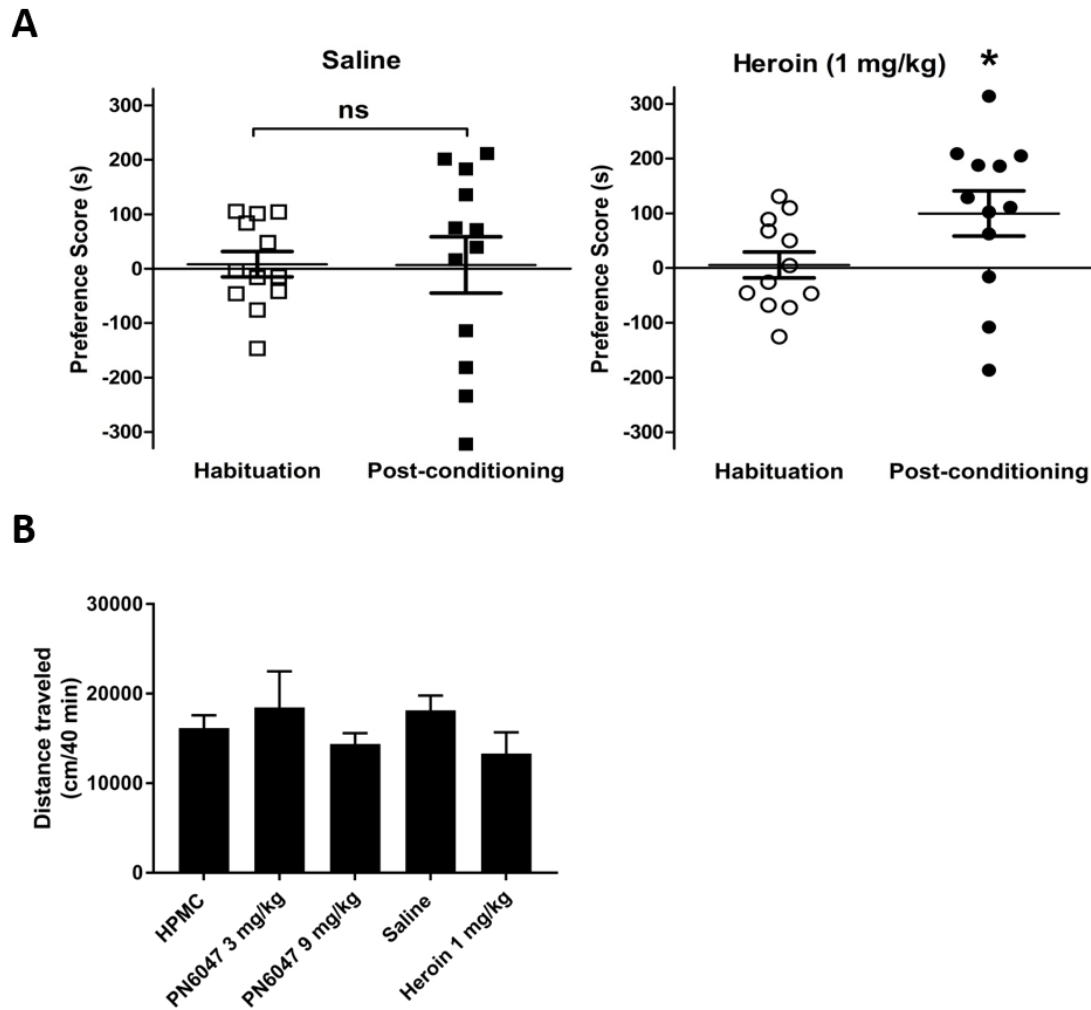 A
Saline
Heroin (1 mg/kg)
*
ns
Preference Score (s)
300
200
100
0
-100
-200
-300
Habituation
Post-conditioning
Preference Score (s)
300
200
100
0
-100
-200
-300
Habituation
Post-conditioning
B
Distance traveled
(cm/40 min)
30000
20000
10000
0
HPMC
PN6047 3 mg/kg
PN6047 9 mg/kg
Saline
Heroin 1 mg/kg